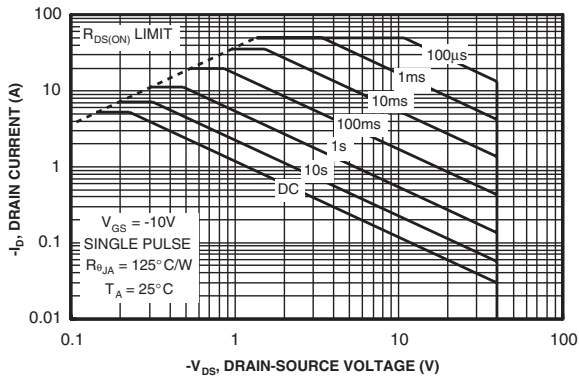 100
10
1
0.1
0.01
-I_D, DRAIN CURRENT (A)
R_DS(ON) LIMIT
100µs
1ms
10ms
100ms
1s
10s
DC
V_GS = -10V
SINGLE PULSE
R_θJA = 125°C/W
T_A = 25°C
0.1
1
10
100
-V_DS, DRAIN-SOURCE VOLTAGE (V)